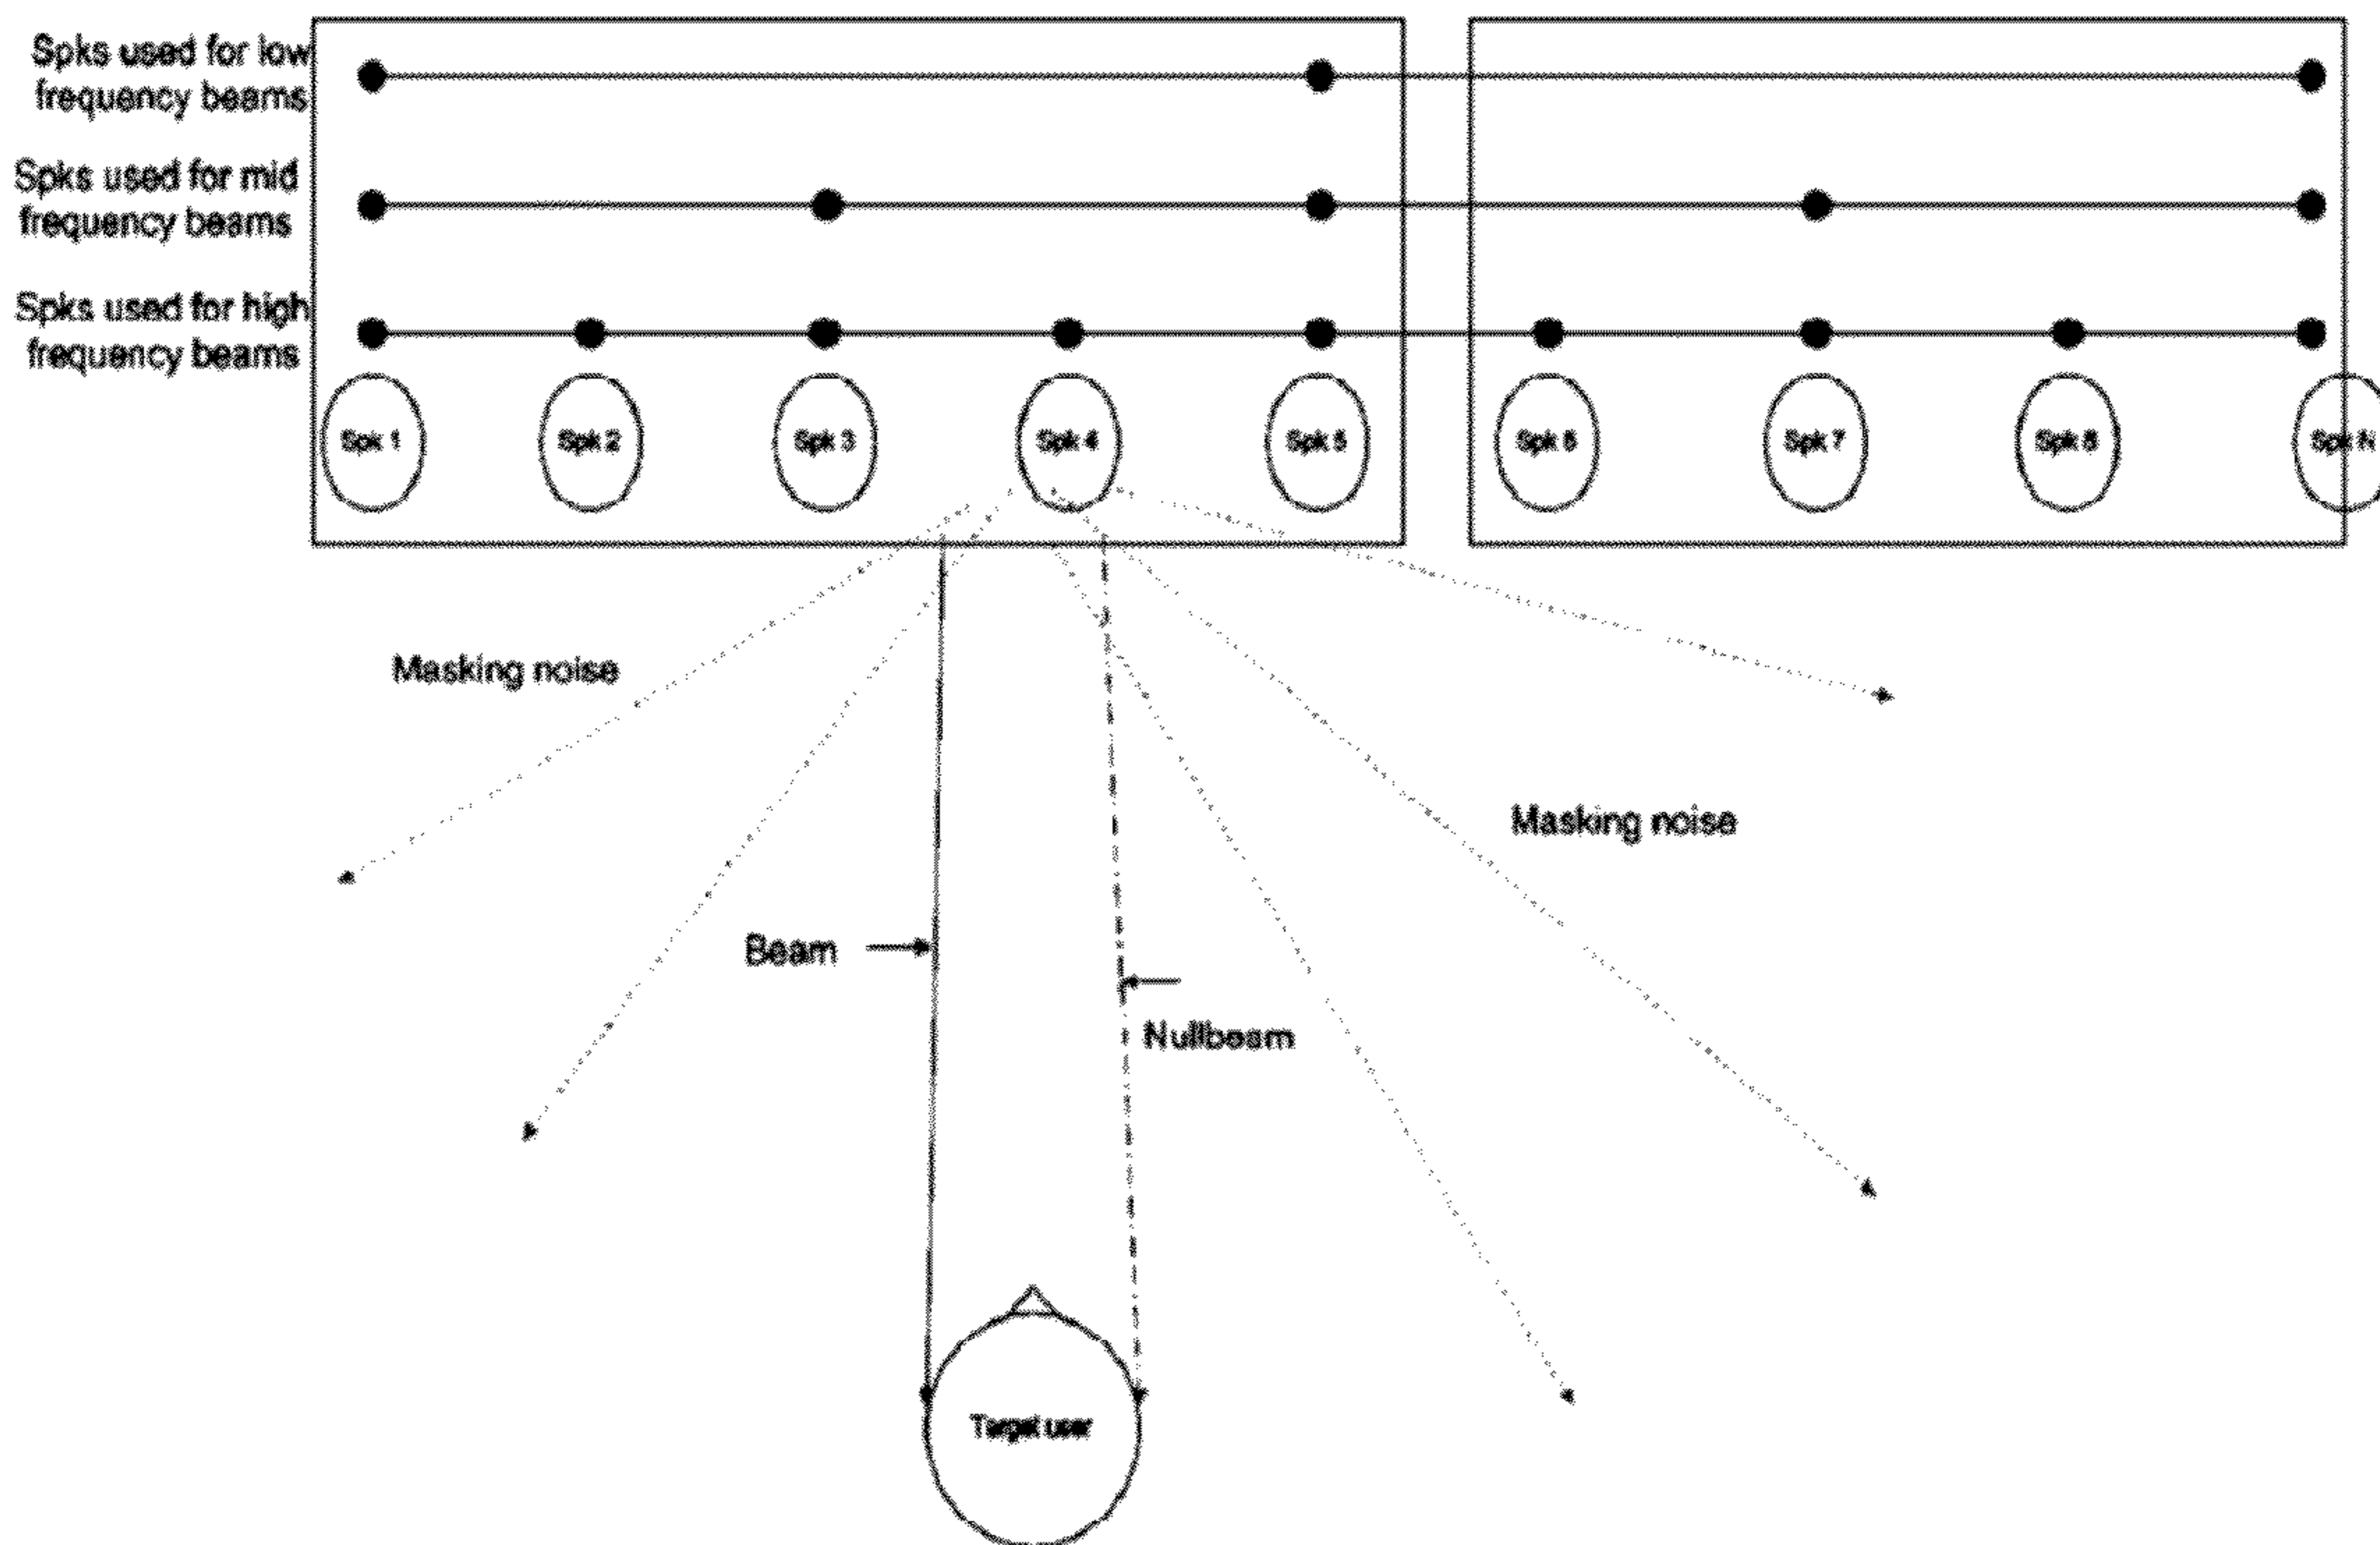 Spks used for low
frequency beams
Spks used for mid
frequency beams
Spks used for high
frequency beams
Spk 1
Spk 2
Spk 3
Spk 4
Spk 5
Spk 6
Spk 7
Spk 8
Spk N
Masking noise
Masking noise
Beam
Nullbeam
Target user